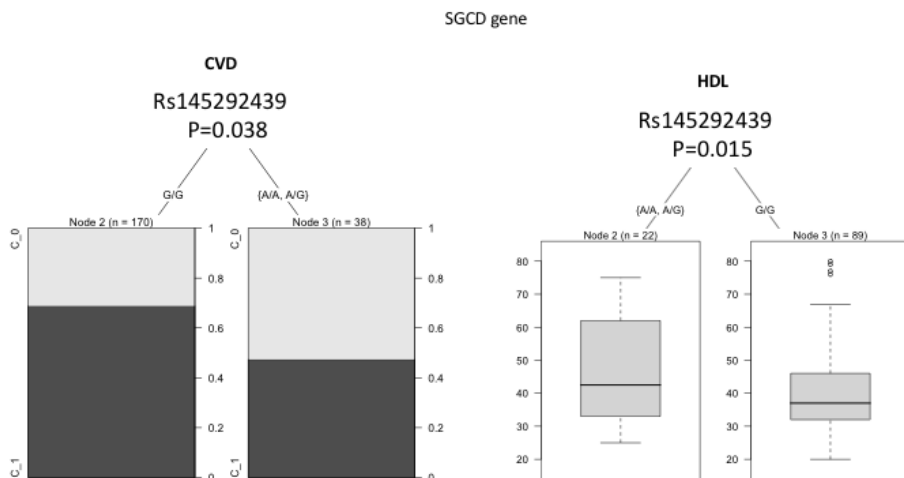 SGCD gene
CVD
Rs145292439
P=0.038
G/G
{A/A, A/G}
Node 2 (n = 170)
C_0
C_1
1
0.8
0.6
0.4
0.2
0
Node 3 (n = 38)
C_0
C_1
1
0.8
0.6
0.4
0.2
0
HDL
Rs145292439
P=0.015
{A/A, A/G}
G/G
Node 2 (n = 22)
80
70
60
50
40
30
20
Node 3 (n = 89)
80
70
60
50
40
30
20